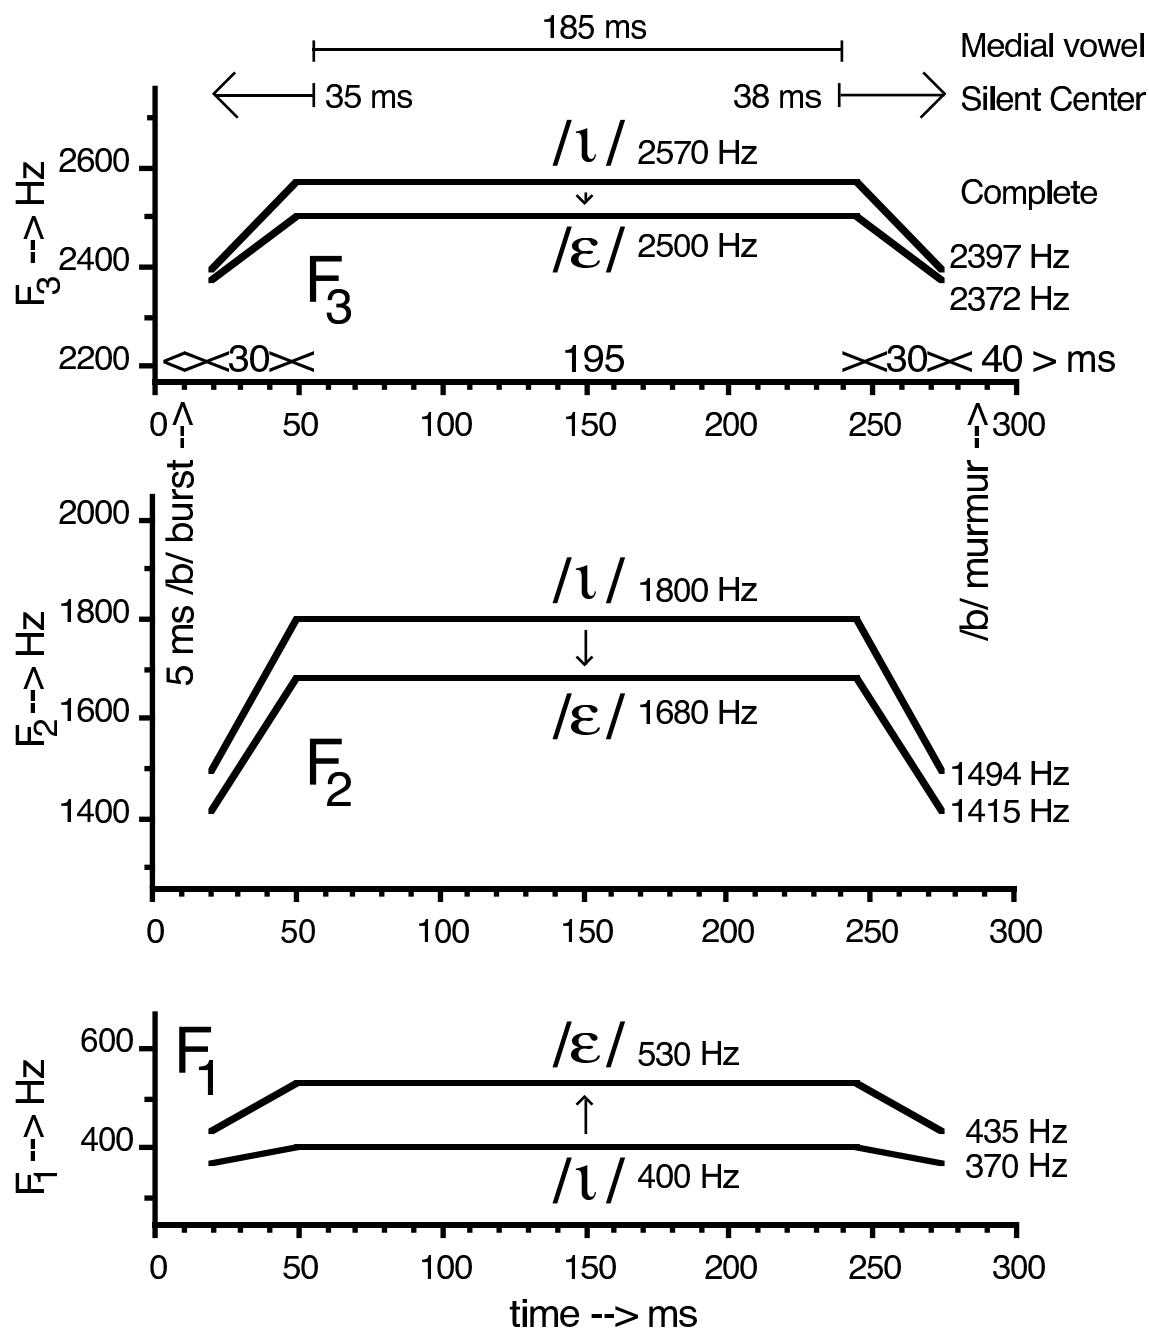 185 ms
Medial vowel
35 ms
38 ms
Silent Center
/ɩ/ 2570 Hz
2600
Complete
/ɛ/ 2500 Hz
2397 Hz
2400
F3
2372 Hz
F3 --> Hz
2200
<><30>< 195 ><30>< 40 > ms
0 50 100 150 200 250 300
5 ms /b/ burst -->
/b/ murmur -->
2000
/ɩ/ 1800 Hz
1800
F2 --> Hz
/ɛ/ 1680 Hz
1600
F2
1494 Hz
1400
1415 Hz
0 50 100 150 200 250 300
600
F1
/ɛ/ 530 Hz
F1 --> Hz
400
435 Hz
370 Hz
/ɩ/ 400 Hz
0 50 100 150 200 250 300
time --> ms